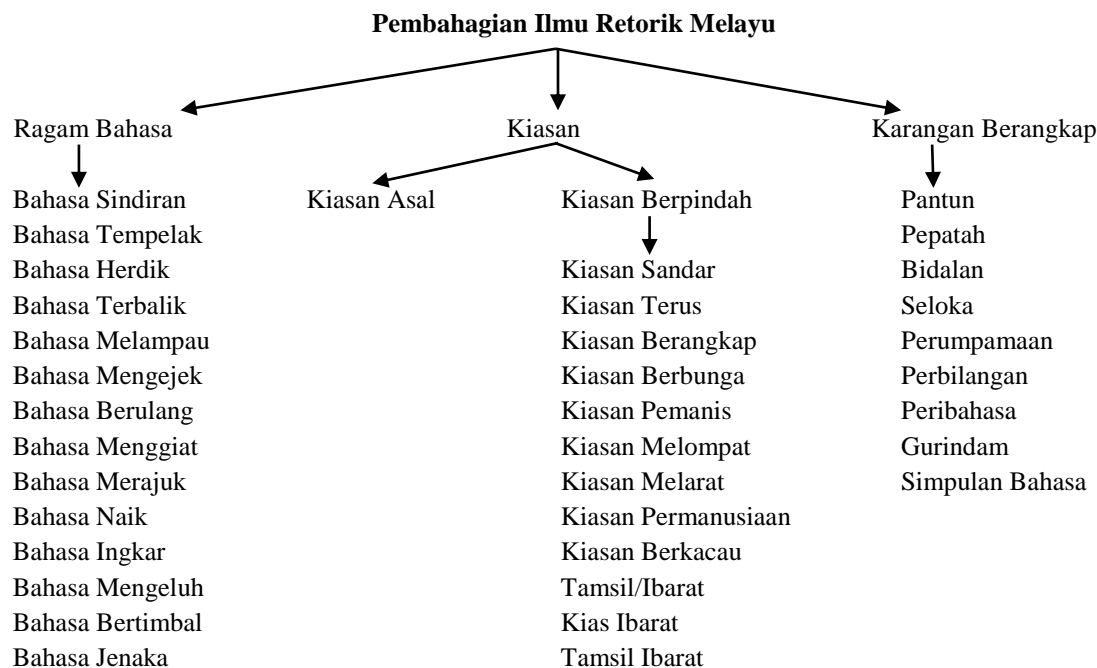 Pembahagian Ilmu Retorik Melayu
Ragam Bahasa Kiasan Karangan Berangkap
Bahasa Sindiran Kiasan Asal Kiasan Berpindah Pantun
Bahasa Tempelak Pepatah
Bahasa Herdik Kiasan Sandar Bidalan
Bahasa Terbalik Kiasan Terus Seloka
Bahasa Melampau Kiasan Berangkap Perumpamaan
Bahasa Mengejek Kiasan Berbunga Perbilangan
Bahasa Berulang Kiasan Pemanis Peribahasa
Bahasa Menggiat Kiasan Melompat Gurindam
Bahasa Merajuk Kiasan Melarat Simpulan Bahasa
Bahasa Naik Kiasan Permanusiaan
Bahasa Ingkar Kiasan Berkacau
Bahasa Mengeluh Tamsil/Ibarat
Bahasa Bertimbal Kias Ibarat
Bahasa Jenaka Tamsil Ibarat